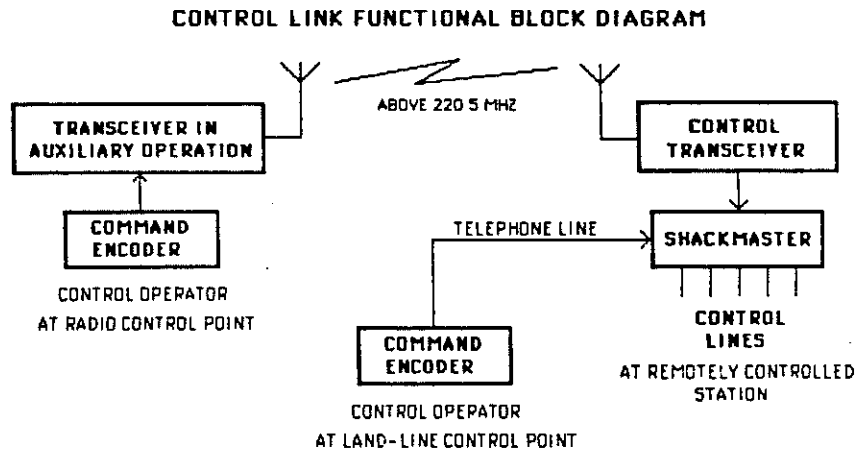 CONTROL LINK FUNCTIONAL BLOCK DIAGRAM
TRANSCEIVER IN
AUXILIARY OPERATION
ABOVE 220 5 MHZ
CONTROL
TRANSCEIVER
COMMAND
ENCODER
TELEPHONE LINE
SHACKMASTER
CONTROL OPERATOR
AT RADIO CONTROL POINT
CONTROL
LINES
AT REMOTELY CONTROLLED
STATION
COMMAND
ENCODER
CONTROL OPERATOR
AT LAND-LINE CONTROL POINT